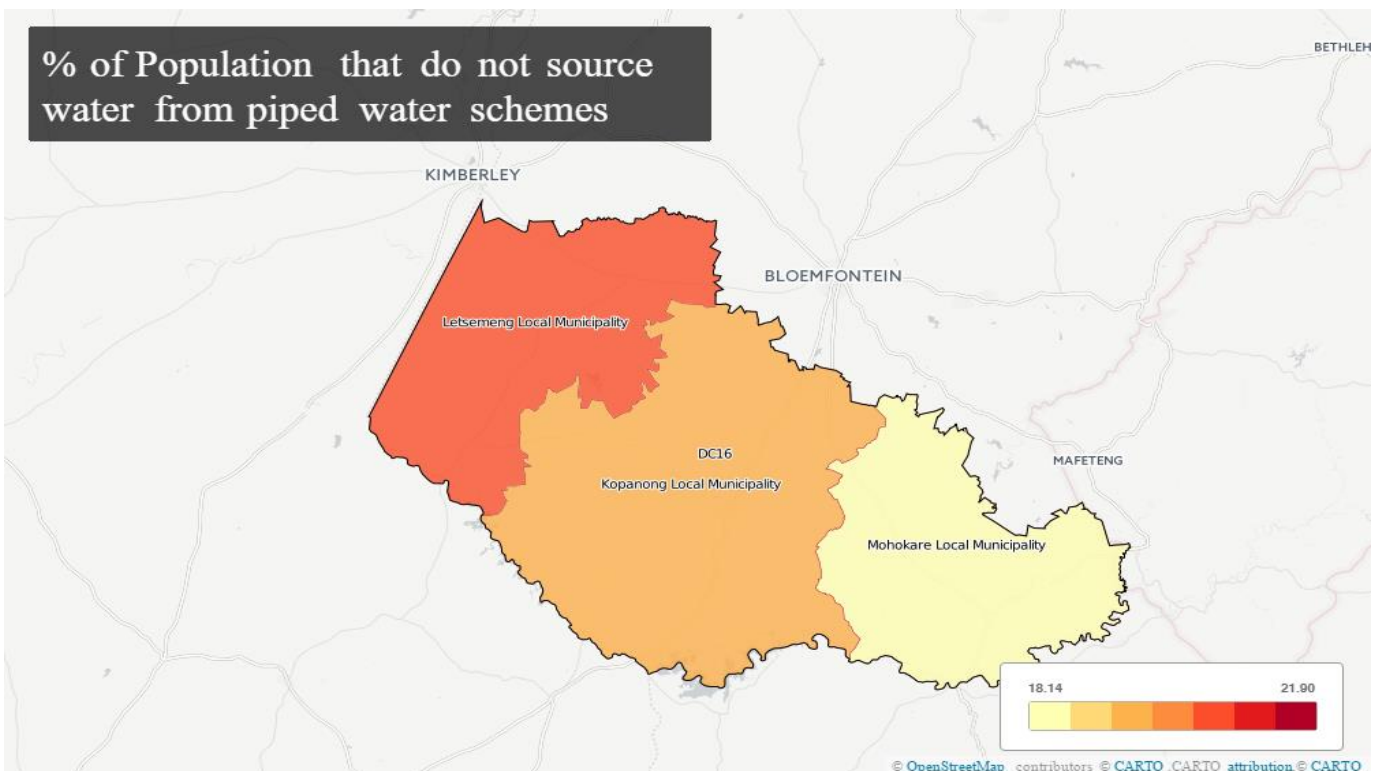 % of Population that do not source
water from piped water schemes
BETHLEH
KIMBERLEY
BLOEMFONTEIN
Letsemeng Local Municipality
DC16
MAFETENG
Kopanong Local Municipality
Mohokare Local Municipality
18.14 21.90
© OpenStreetMap contributors © CARTO ,CARTO attribution,© CARTO